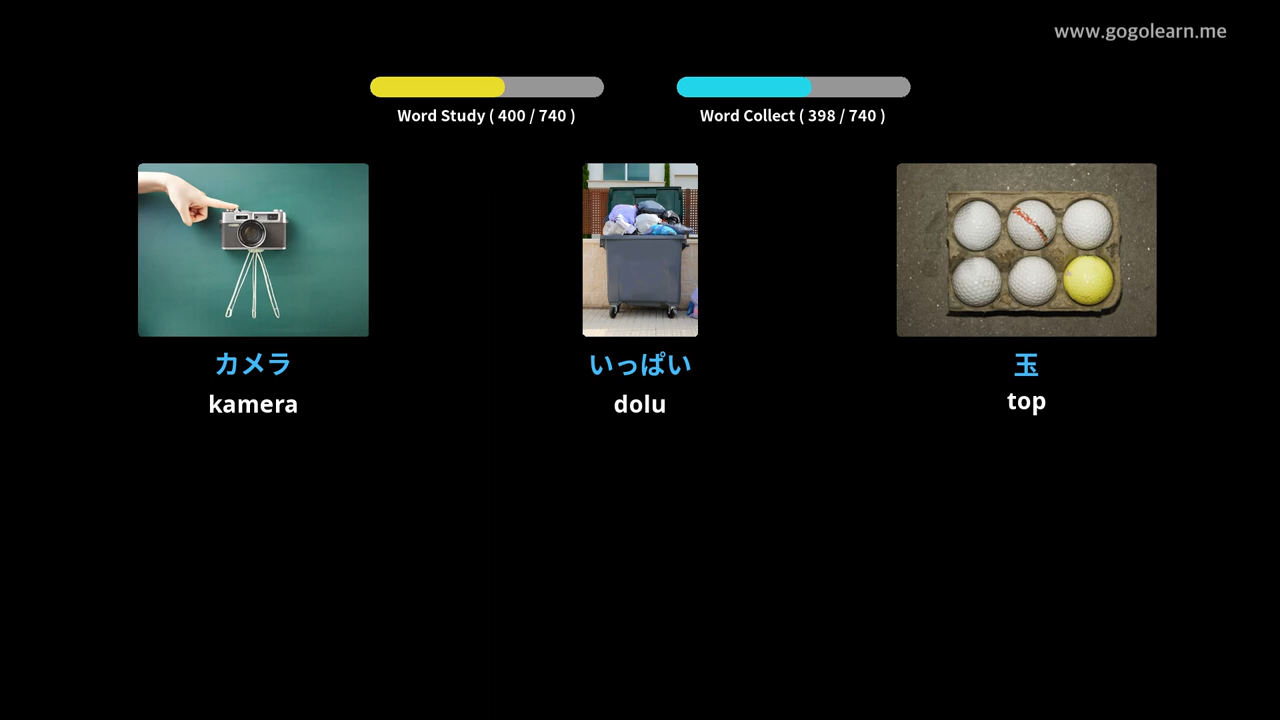 www.gogolearn.me
Word Study ( 400 / 740 )
Word Collect ( 398 / 740 )
カメラ
kamera
いっぱい
dolu
玉
top